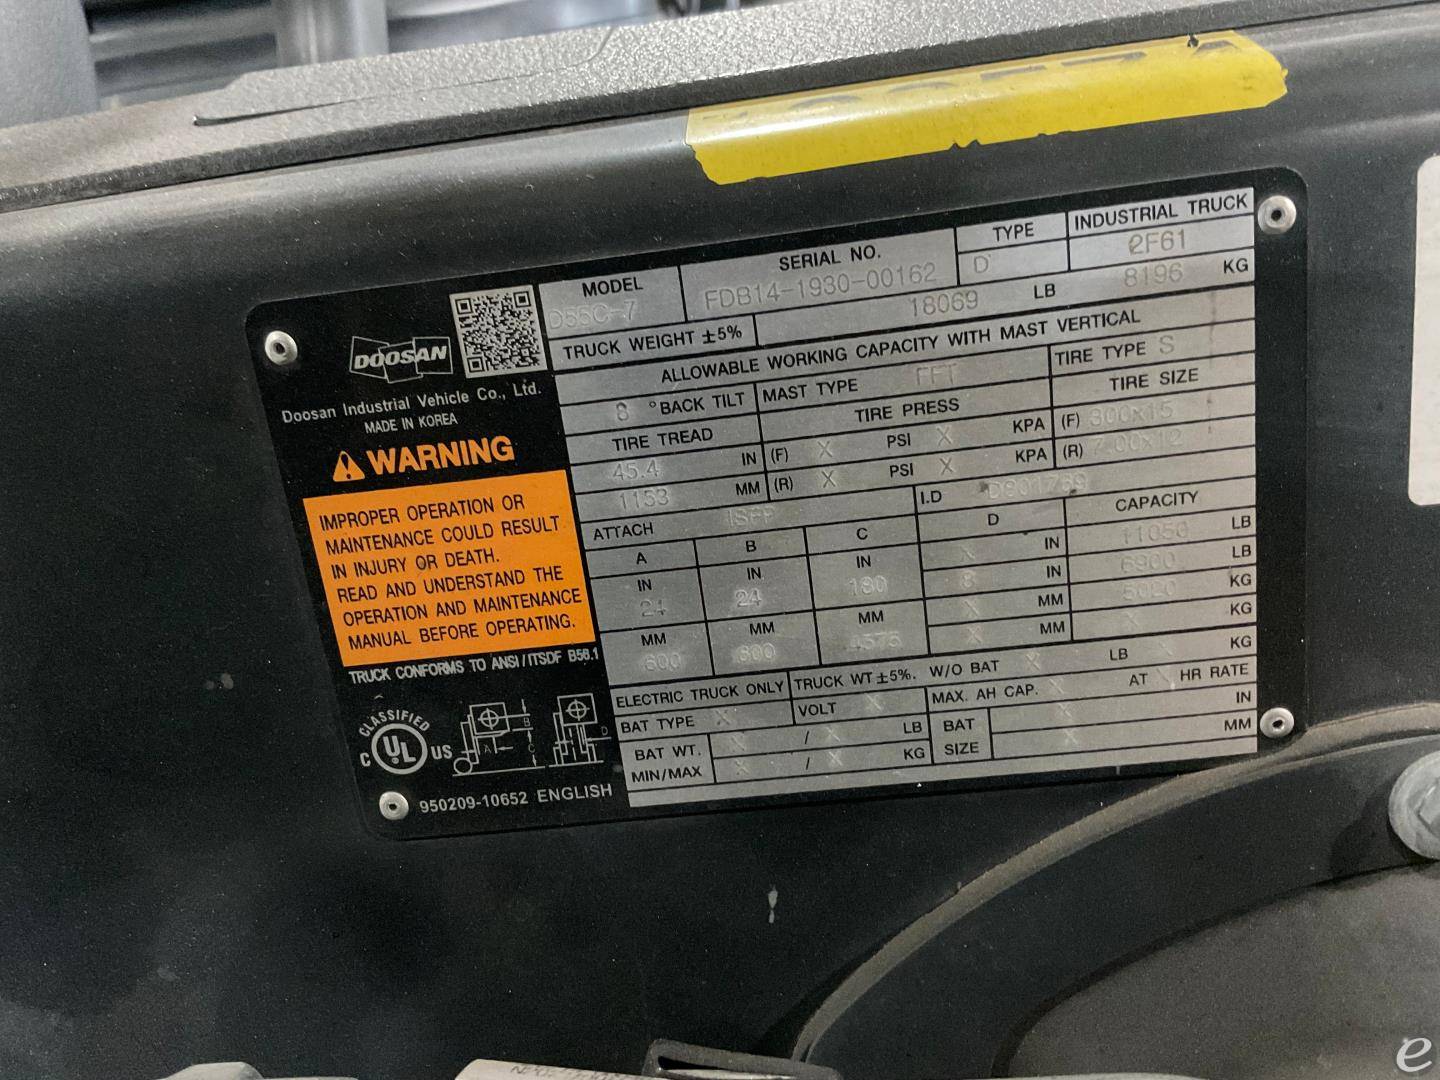 DOOSAN
Doosan Industrial Vehicle Co., Ltd.
MADE IN KOREA
WARNING
IMPROPER OPERATION OR
MAINTENANCE COULD RESULT
IN INJURY OR DEATH.
READ AND UNDERSTAND THE
OPERATION AND MAINTENANCE
MANUAL BEFORE OPERATING.
TRUCK CONFORMS TO ANSI/ITSDF B56.1
CLASSIFIED
C UL US
A B C D
950209-10652 ENGLISH
MODEL SERIAL NO. TYPE INDUSTRIAL TRUCK
D55C-7 FDB14-1930-00162 D 2F61
TRUCK WEIGHT ±5% 18069 LB 8196 KG
ALLOWABLE WORKING CAPACITY WITH MAST VERTICAL
8 °BACK TILT MAST TYPE FFT TIRE TYPE S
TIRE TREAD TIRE PRESS TIRE SIZE
45.4 IN (F) X PSI X KPA (F) 300x15
1153 MM (R) X PSI X KPA (R) 7.00x12
ATTACH I.D
A B C D CAPACITY
IN IN IN X IN 11050 LB
24 24 180 8 IN LB
MM MM MM X MM KG
600 600 4575 X MM X KG
ELECTRIC TRUCK ONLY TRUCK WT ±5%. W/O BAT X LB X KG
BAT TYPE X VOLT X MAX. AH CAP. X AT X HR RATE
BAT WT. X / X LB BAT X IN
MIN/MAX X / X KG SIZE X MM
e